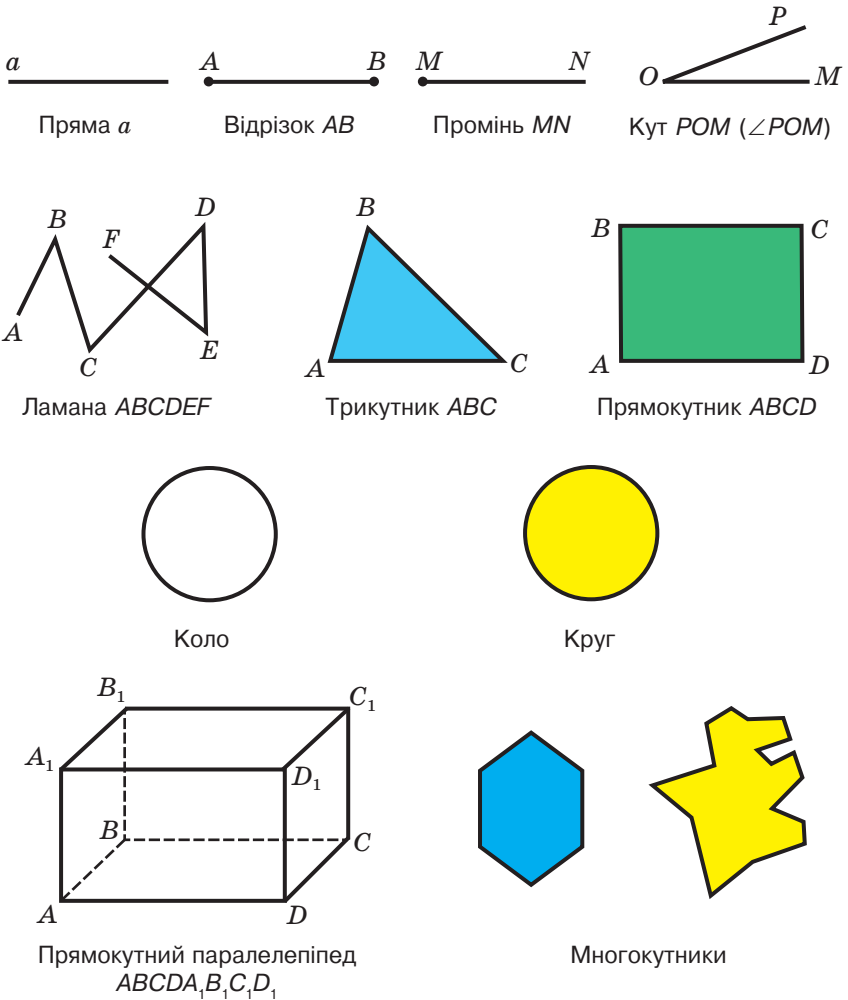 a
A B
M N
P
O M
Пряма a
Відрізок AB
Промінь MN
Кут POM (∠POM)
B
F
D
A
C
E
B
A
C
B C
A D
Ламана ABCDEF
Трикутник ABC
Прямокутник ABCD
Коло
Круг
B₁
C₁
A₁
D₁
B
C
A
D
Прямокутний паралелепіпед
ABCDA₁B₁C₁D₁
Многокутники